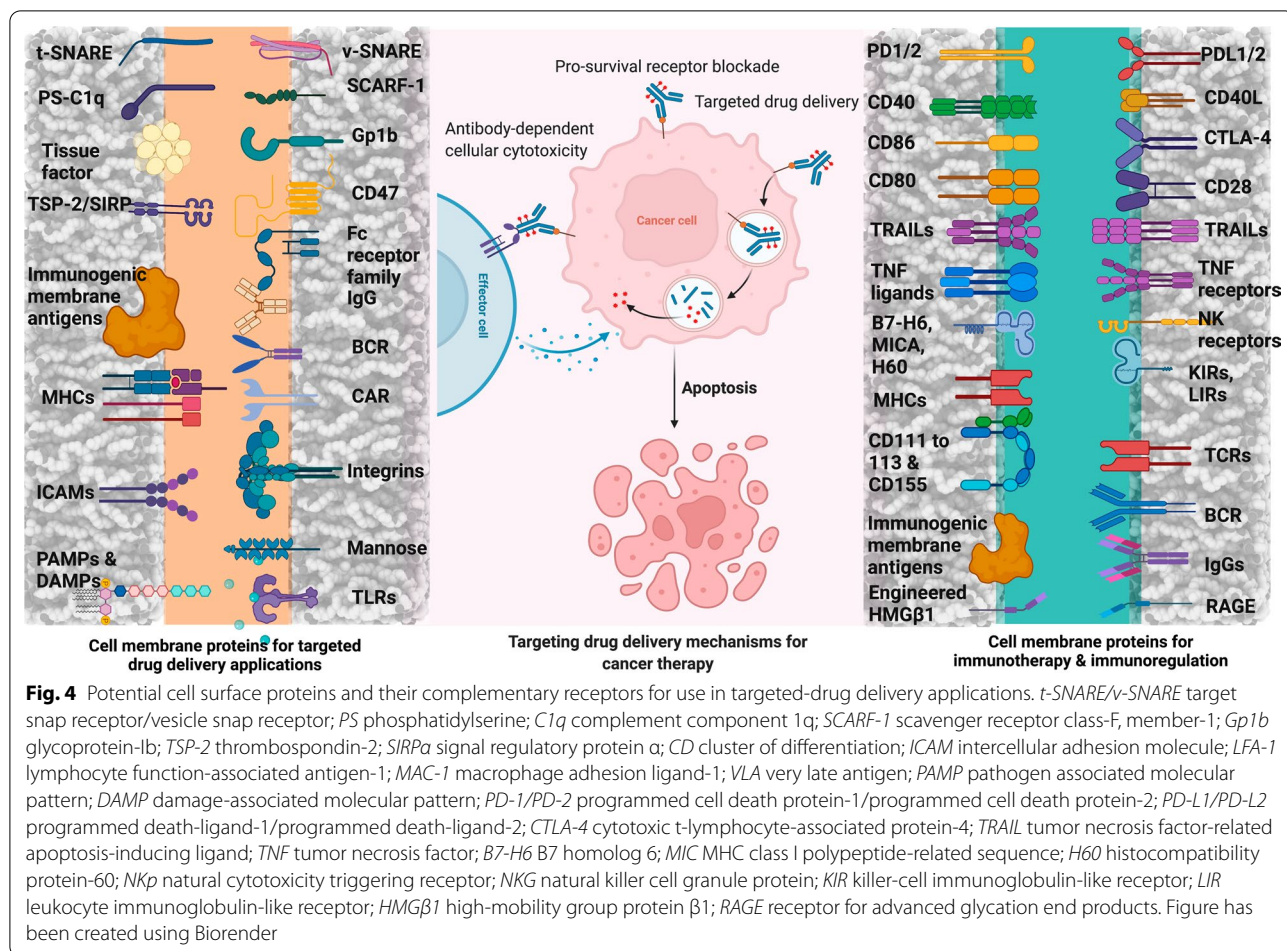 t-SNARE
v-SNARE
PS-C1q
SCARF-1
Tissue
factor
Gp1b
TSP-2/SIRP
CD47
Immunogenic
membrane
antigens
Fc
receptor
family
IgG
BCR
MHCs
CAR
ICAMs
Integrins
PAMPs &
DAMPs
P
P
Mannose
TLRs
Cell membrane proteins for targeted
drug delivery applications
Pro-survival receptor blockade
Targeted drug delivery
Antibody-dependent
cellular cytotoxicity
Cancer cell
Effector cell
Apoptosis
Targeting drug delivery mechanisms for
cancer therapy
PD1/2
PDL1/2
CD40
CD40L
CD86
CTLA-4
CD80
CD28
TRAILs
TRAILs
TNF
ligands
TNF
receptors
B7-H6,
MICA,
H60
NK
receptors
KIRs,
LIRs
MHCs
CD111 to
113 &
CD155
TCRs
BCR
Immunogenic
membrane
antigens
IgGs
Engineered
HMGβ1
RAGE
Cell membrane proteins for
immunotherapy & immunoregulation
Fig. 4 Potential cell surface proteins and their complementary receptors for use in targeted-drug delivery applications. t-SNARE/v-SNARE target
snap receptor/vesicle snap receptor; PS phosphatidylserine; C1q complement component 1q; SCARF-1 scavenger receptor class-F, member-1; Gp1b
glycoprotein-Ib; TSP-2 thrombospondin-2; SIRPα signal regulatory protein α; CD cluster of differentiation; ICAM intercellular adhesion molecule; LFA-1
lymphocyte function-associated antigen-1; MAC-1 macrophage adhesion ligand-1; VLA very late antigen; PAMP pathogen associated molecular
pattern; DAMP damage-associated molecular pattern; PD-1/PD-2 programmed cell death protein-1/programmed cell death protein-2; PD-L1/PD-L2
programmed death-ligand-1/programmed death-ligand-2; CTLA-4 cytotoxic t-lymphocyte-associated protein-4; TRAIL tumor necrosis factor-related
apoptosis-inducing ligand; TNF tumor necrosis factor; B7-H6 B7 homolog 6; MIC MHC class I polypeptide-related sequence; H60 histocompatibility
protein-60; NKp natural cytotoxicity triggering receptor; NKG natural killer cell granule protein; KIR killer-cell immunoglobulin-like receptor; LIR
leukocyte immunoglobulin-like receptor; HMGβ1 high-mobility group protein β1; RAGE receptor for advanced glycation end products. Figure has
been created using Biorender